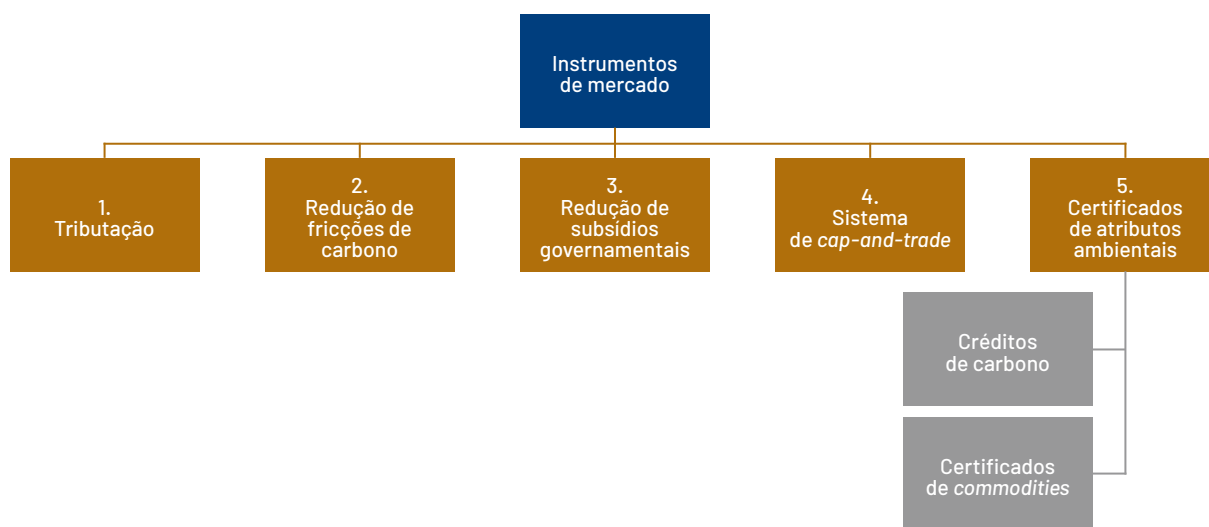 Instrumentos
de mercado
1.
Tributação
2.
Redução de
fricções de
carbono
3.
Redução de
subsídios
governamentais
4.
Sistema
de cap-and-trade
5.
Certificados
de atributos
ambientais
Créditos
de carbono
Certificados
de commodities